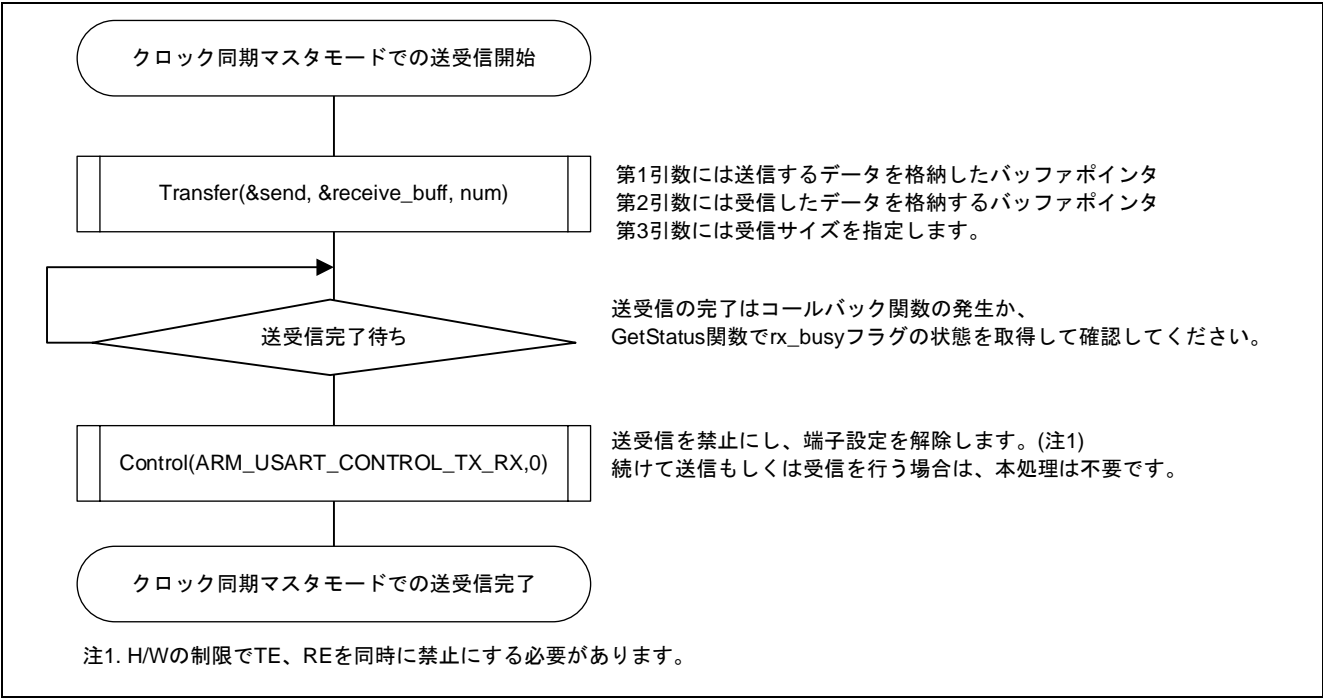 クロック同期マスタモードでの送受信開始
Transfer(&send, &receive_buff, num)
第1引数には送信するデータを格納したバッファポインタ
第2引数には受信したデータを格納するバッファポインタ
第3引数には受信サイズを指定します。
送受信完了待ち
送受信の完了はコールバック関数の発生か、
GetStatus関数でrx_busyフラグの状態を取得して確認してください。
Control(ARM_USART_CONTROL_TX_RX,0)
送受信を禁止にし、端子設定を解除します。(注1)
続けて送信もしくは受信を行う場合は、本処理は不要です。
クロック同期マスタモードでの送受信完了
注1. H/Wの制限でTE、REを同時に禁止にする必要があります。